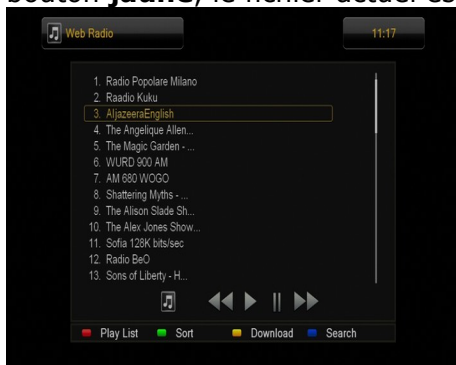 bouton jaune, le fichier actuel es
Web Radio
11:17
1. Radio Popolare Milano
2. Raadio Kuku
3. AljazeeraEnglish
4. The Angelique Allen...
5. The Magic Garden - ...
6. WURD 900 AM
7. AM 680 WOGO
8. Shattering Myths - ...
9. The Alison Slade Sh...
10. The Alex Jones Show...
11. Sofia 128K bits/sec
12. Radio BeO
13. Sons of Liberty - H...
Play List Sort Download Search